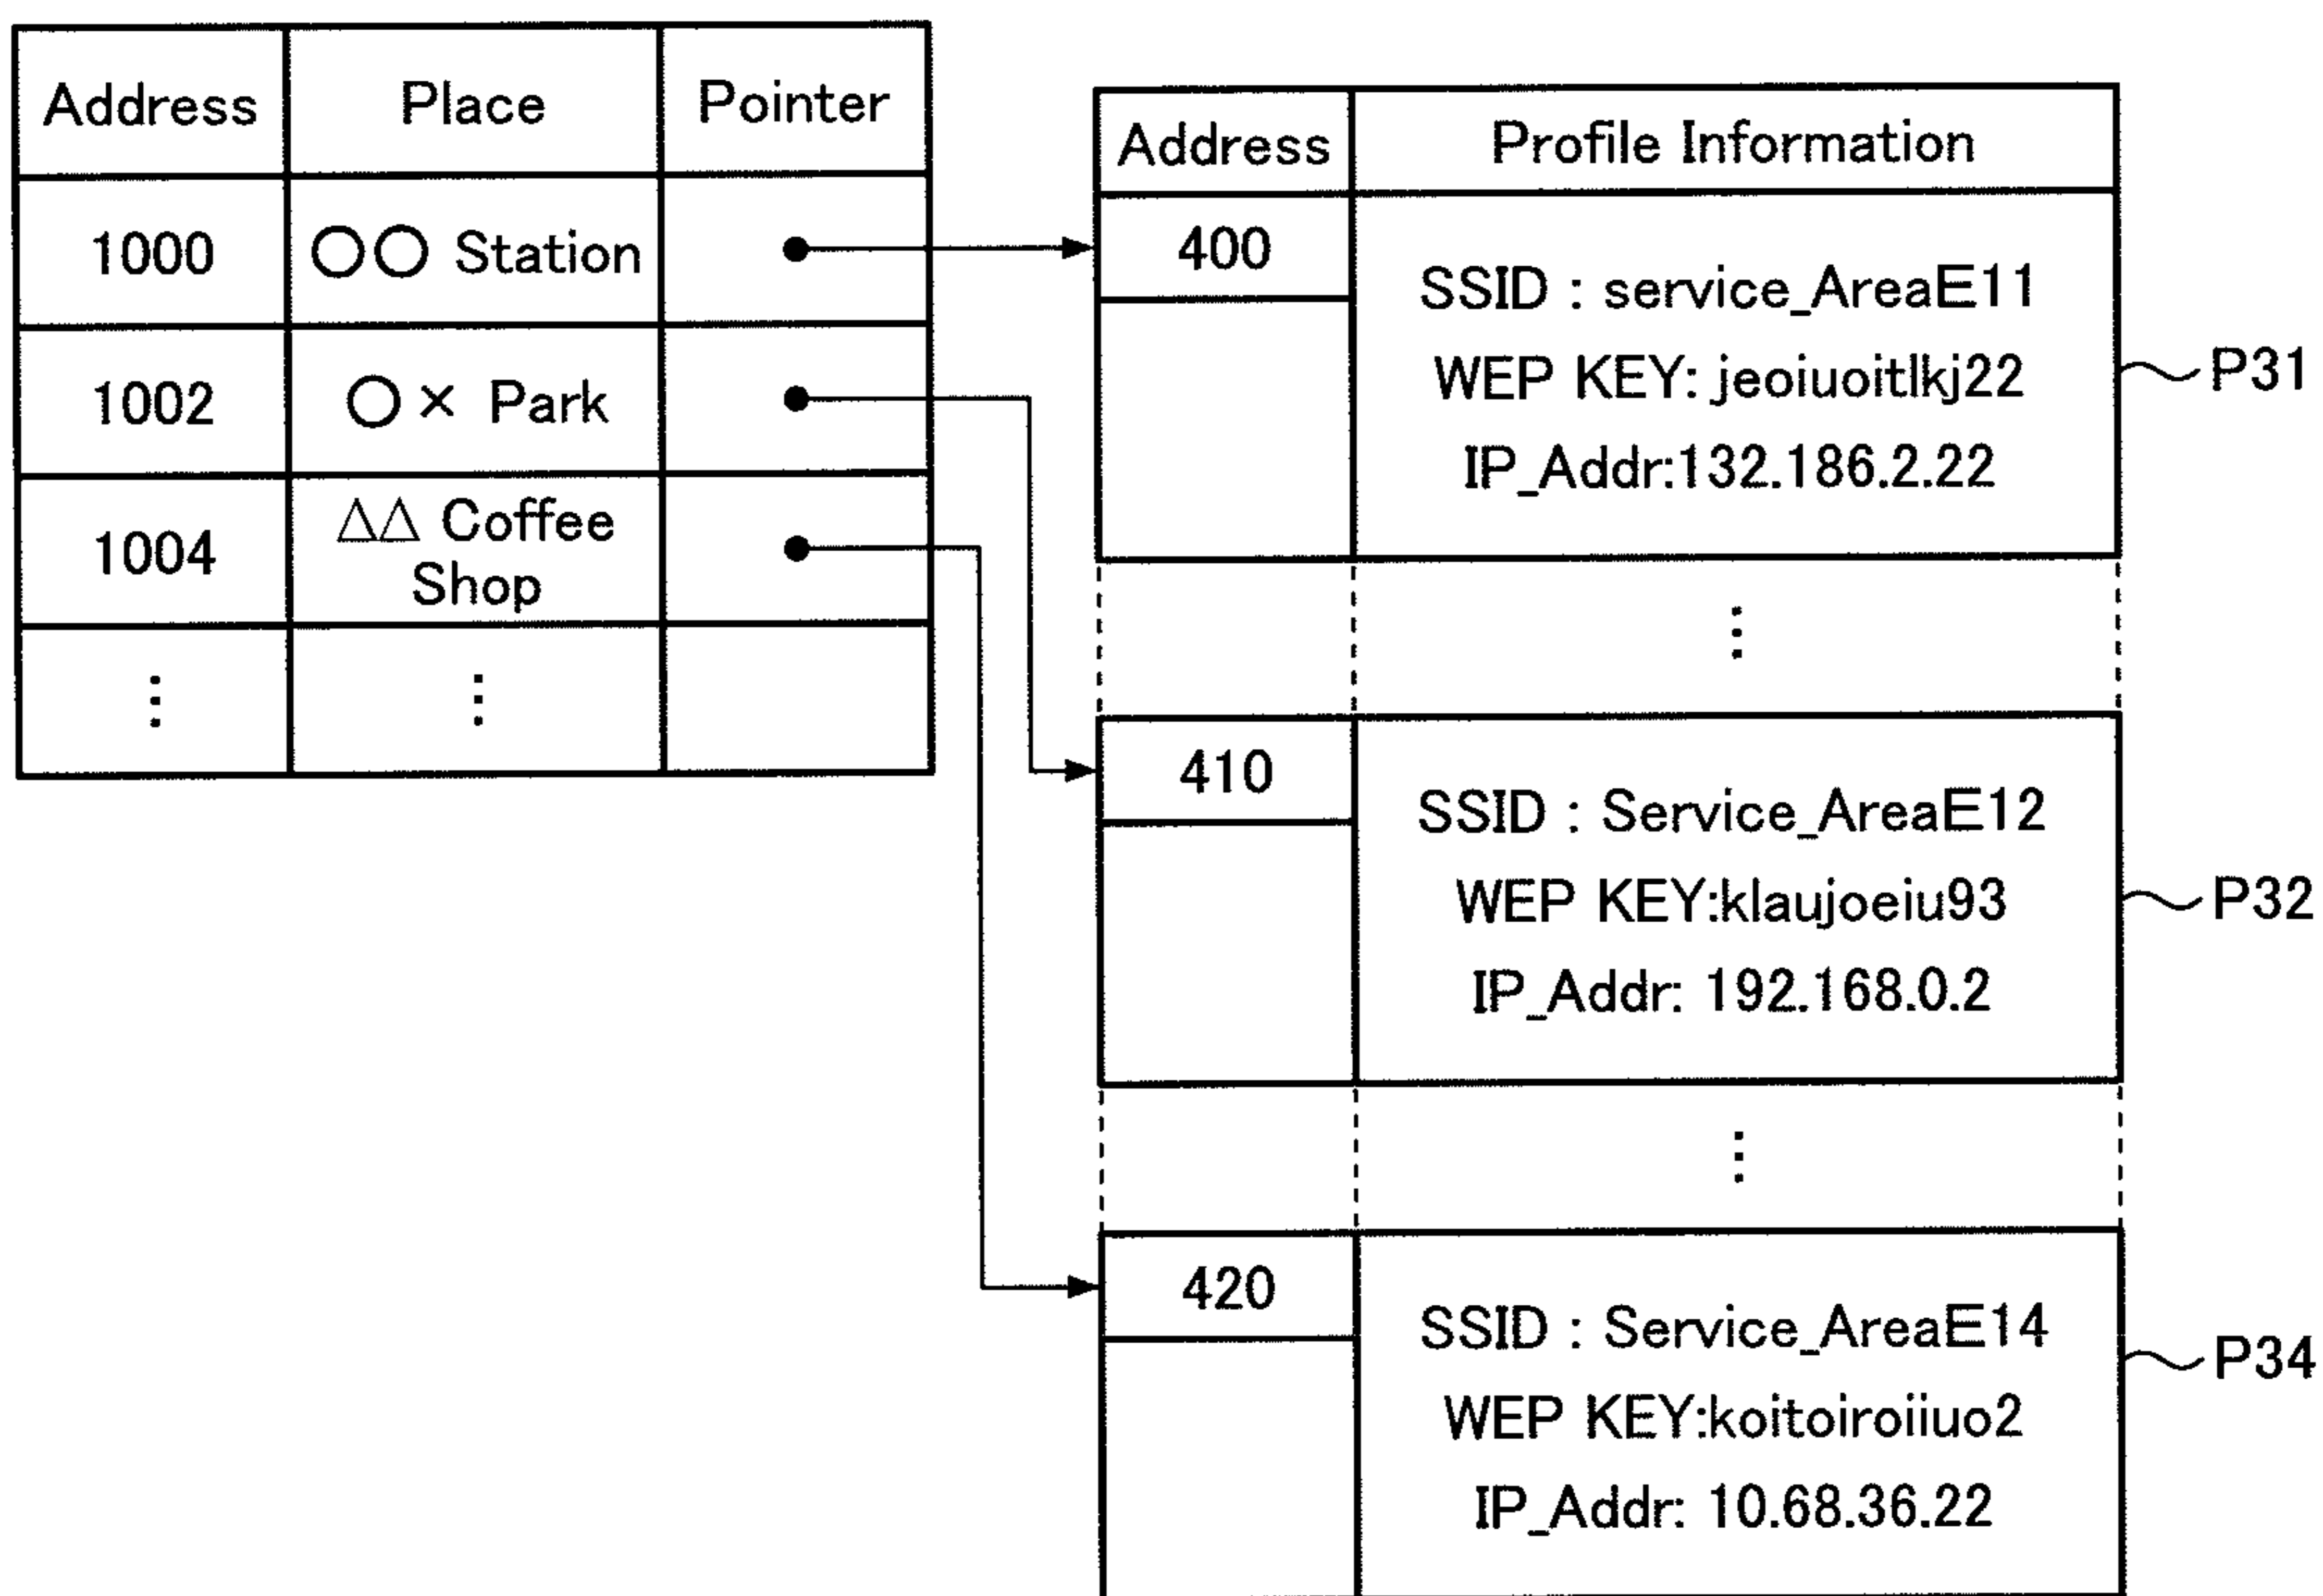 Address Place Pointer
1000 ○○ Station
1002 ○× Park
1004 △△ Coffee
Shop
⋮ ⋮
Address Profile Information
400
SSID : service_AreaE11
WEP KEY: jeoiuoitlkj22
IP_Addr:132.186.2.22
P31
⋮
410
SSID : Service_AreaE12
WEP KEY:klaujoeiu93
IP_Addr: 192.168.0.2
P32
⋮
420
SSID : Service_AreaE14
WEP KEY:koitoiroiiuo2
IP_Addr: 10.68.36.22
P34